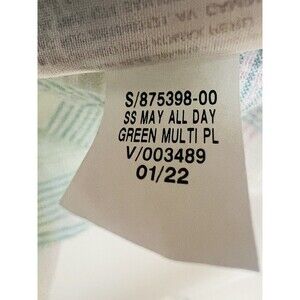 S/875398-00
SS MAY ALL DAY
GREEN MULTI PL
V/003489
01/22